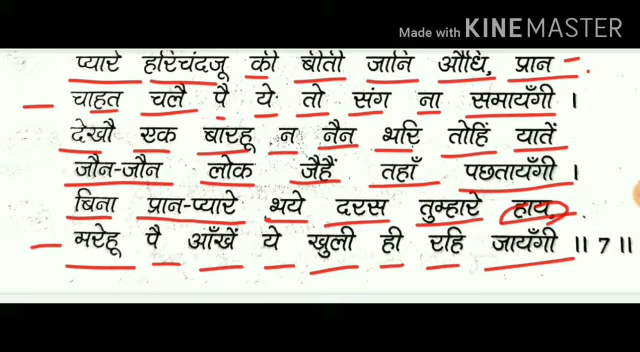 Made with KINEMASTER
प्यारे हरिचंदजू की बीती जानि औधि, प्रान
चाहत चलै पै ये तो संग ना समायँगी ।
देखौ एक बारहू न नैन भरि तोहिं यातें
जौन-जौन लोक जैहैं तहाँ पछतायँगी ।
बिना प्रान-प्यारे भये दरस तुम्हारे हाय,
मरेहू पै आँखें ये खुली ही रहि जायँगी ॥ 7 ॥